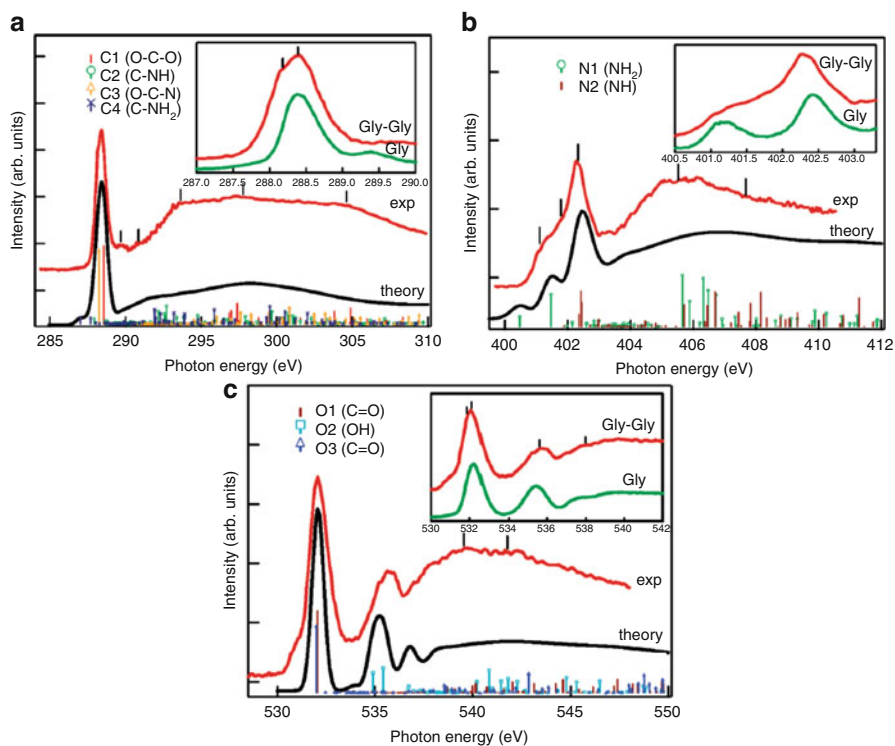 a
C1 (O-C-O)
C2 (C-NH)
C3 (O-C-N)
C4 (C-NH2)
Gly-Gly
Gly
287.0 287.5 288.0 288.5 289.0 289.5 290.0
exp
theory
Intensity (arb. units)
285 290 295 300 305 310
Photon energy (eV)
b
N1 (NH2)
N2 (NH)
Gly-Gly
Gly
400.5 401.0 401.5 402.0 402.5 403.0
exp
theory
Intensity (arb. units)
400 402 404 406 408 410 412
Photon energy (eV)
c
O1 (C=O)
O2 (OH)
O3 (C=O)
Gly-Gly
Gly
530 532 534 536 538 540 542
exp
theory
Intensity (arb. units)
530 535 540 545 550
Photon energy (eV)